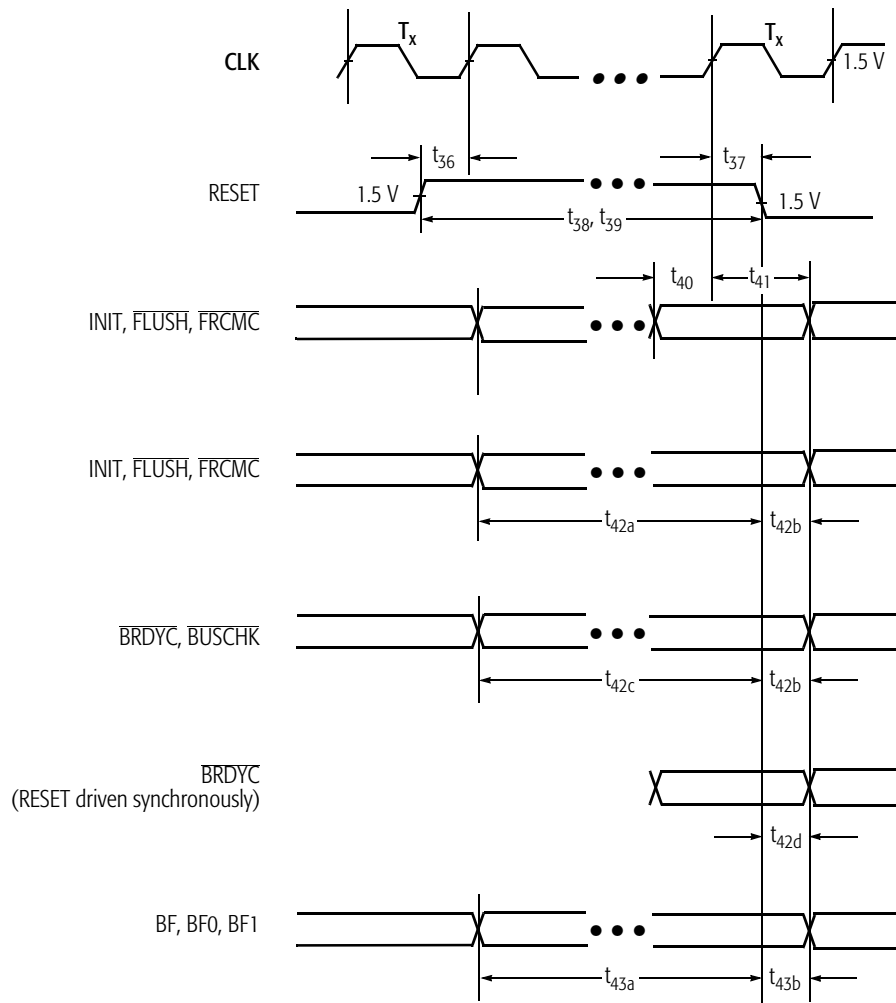 Tx Tx
CLK
1.5 V
t36 t37
RESET
1.5 V 1.5 V
t38, t39
t40 t41
INIT, FLUSH, FRCMC
INIT, FLUSH, FRCMC
t42a t42b
BRDYC, BUSCHK
t42c t42b
BRDYC
(RESET driven synchronously)
t42d
BF, BF0, BF1
t43a t43b